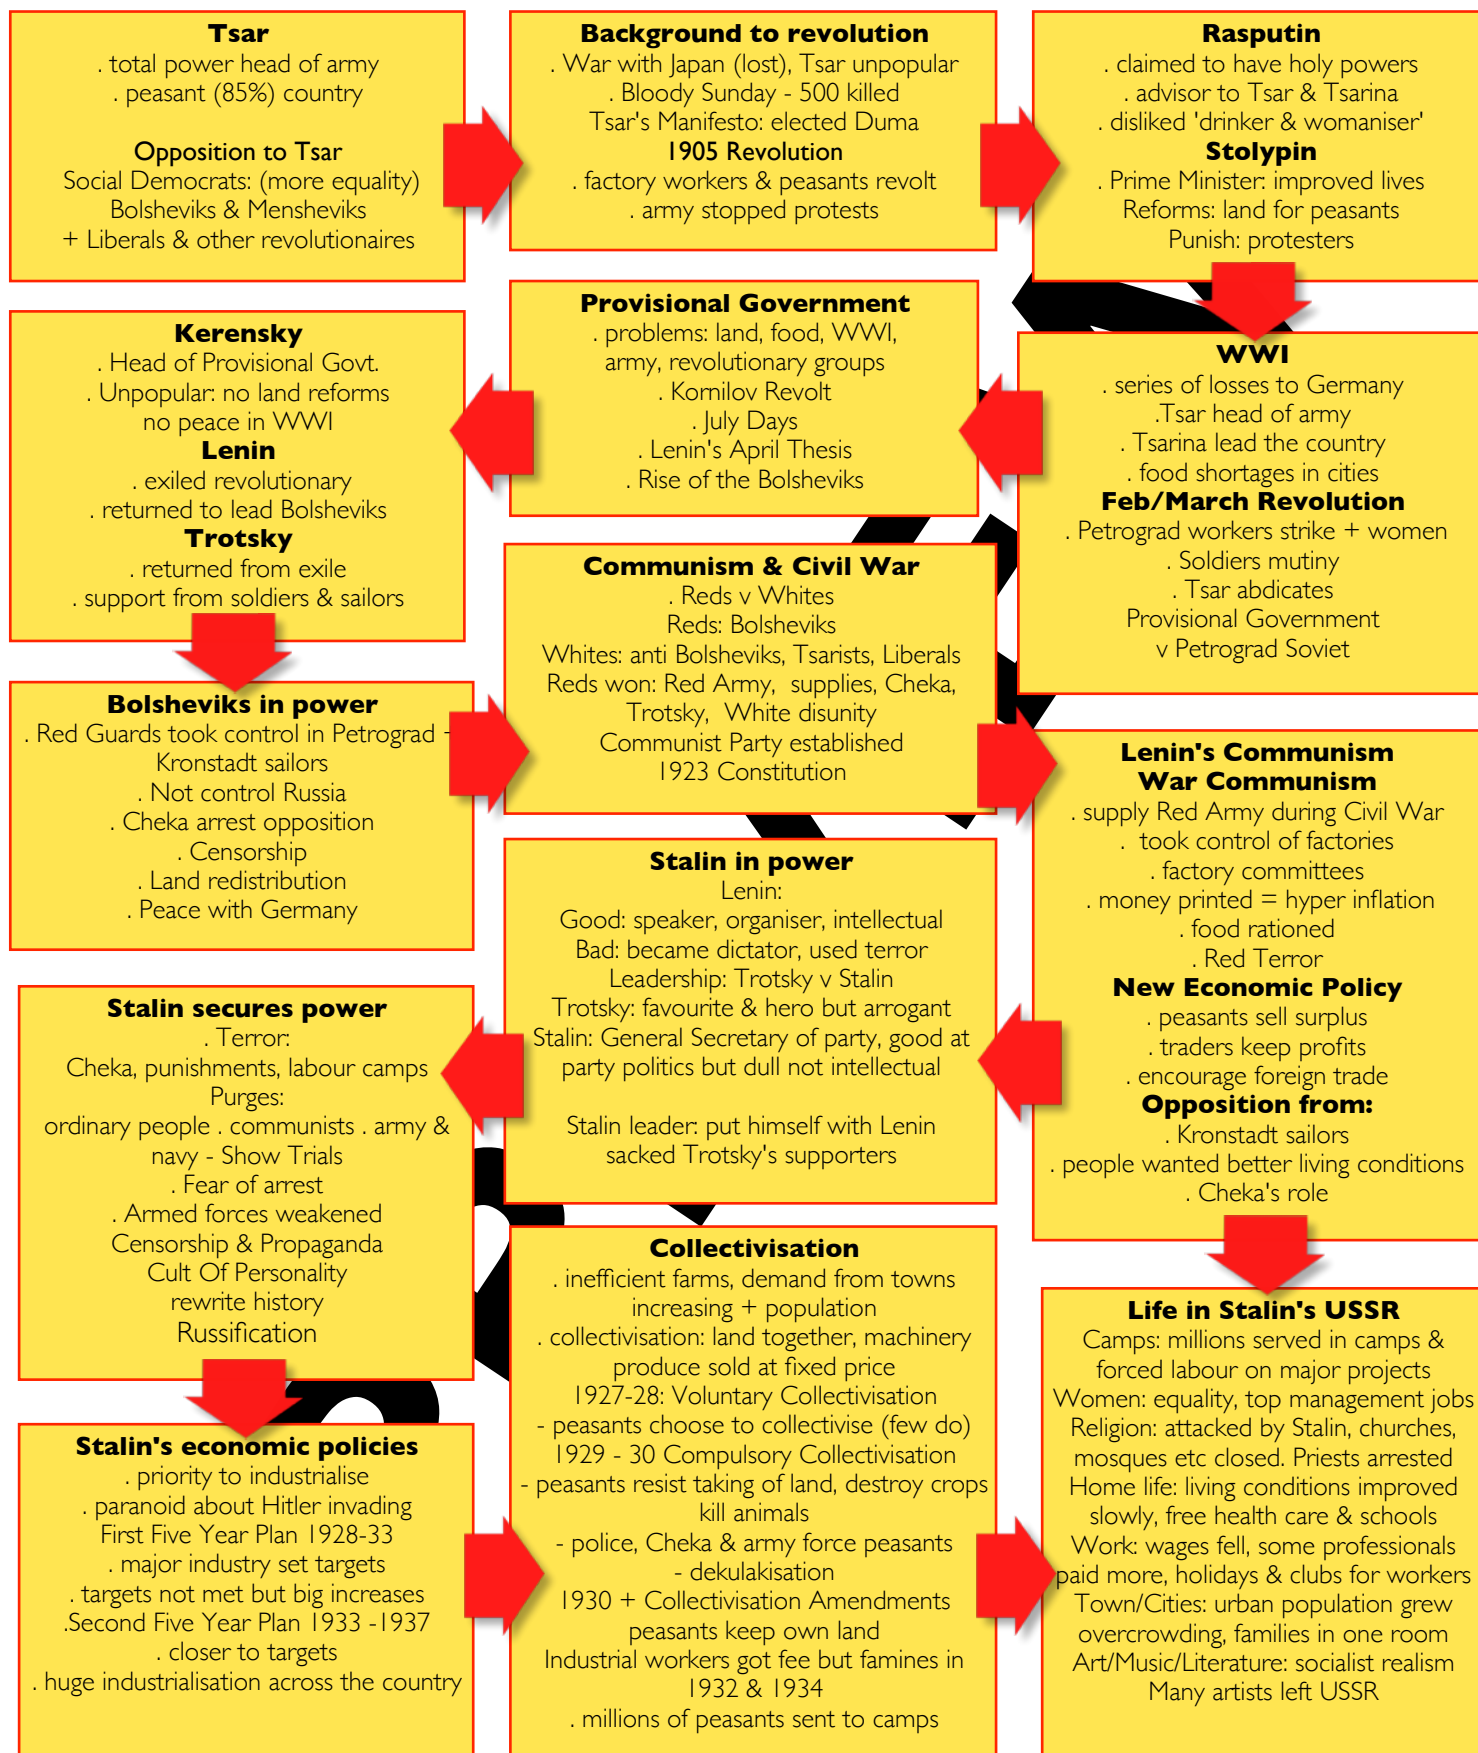 Tsar
. total power head of army
. peasant (85%) country
Opposition to Tsar
Social Democrats: (more equality)
Bolsheviks & Mensheviks
+ Liberals & other revolutionaires
Background to revolution
. War with Japan (lost), Tsar unpopular
. Bloody Sunday - 500 killed
Tsar's Manifesto: elected Duma
1905 Revolution
. factory workers & peasants revolt
. army stopped protests
Rasputin
. claimed to have holy powers
. advisor to Tsar & Tsarina
. disliked 'drinker & womaniser'
Stolypin
. Prime Minister: improved lives
Reforms: land for peasants
Punish: protesters
WWI
. series of losses to Germany
.Tsar head of army
. Tsarina lead the country
. food shortages in cities
Feb/March Revolution
. Petrograd workers strike + women
. Soldiers mutiny
. Tsar abdicates
Provisional Government
v Petrograd Soviet
Provisional Government
. problems: land, food, WWI,
army, revolutionary groups
. Kornilov Revolt
. July Days
. Lenin's April Thesis
. Rise of the Bolsheviks
Kerensky
. Head of Provisional Govt.
. Unpopular: no land reforms
no peace in WWI
Lenin
. exiled revolutionary
. returned to lead Bolsheviks
Trotsky
. returned from exile
. support from soldiers & sailors
Bolsheviks in power
. Red Guards took control in Petrograd +
Kronstadt sailors
. Not control Russia
. Cheka arrest opposition
. Censorship
. Land redistribution
. Peace with Germany
Communism & Civil War
. Reds v Whites
Reds: Bolsheviks
Whites: anti Bolsheviks, Tsarists, Liberals
Reds won: Red Army, supplies, Cheka,
Trotsky, White disunity
Communist Party established
1923 Constitution
Lenin's Communism
War Communism
. supply Red Army during Civil War
. took control of factories
. factory committees
. money printed = hyper inflation
. food rationed
. Red Terror
New Economic Policy
. peasants sell surplus
. traders keep profits
. encourage foreign trade
Opposition from:
. Kronstadt sailors
. people wanted better living conditions
. Cheka's role
Stalin in power
Lenin:
Good: speaker, organiser, intellectual
Bad: became dictator, used terror
Leadership: Trotsky v Stalin
Trotsky: favourite & hero but arrogant
Stalin: General Secretary of party, good at
party politics but dull not intellectual
Stalin leader: put himself with Lenin
sacked Trotsky's supporters
Stalin secures power
. Terror:
Cheka, punishments, labour camps
Purges:
ordinary people . communists . army &
navy - Show Trials
. Fear of arrest
. Armed forces weakened
Censorship & Propaganda
Cult Of Personality
rewrite history
Russification
Stalin's economic policies
. priority to industrialise
. paranoid about Hitler invading
First Five Year Plan 1928-33
. major industry set targets
. targets not met but big increases
.Second Five Year Plan 1933 -1937
. closer to targets
. huge industrialisation across the country
Collectivisation
. inefficient farms, demand from towns
increasing + population
. collectivisation: land together, machinery
produce sold at fixed price
1927-28: Voluntary Collectivisation
- peasants choose to collectivise (few do)
1929 - 30 Compulsory Collectivisation
- peasants resist taking of land, destroy crops
kill animals
- police, Cheka & army force peasants
- dekulakisation
1930 + Collectivisation Amendments
peasants keep own land
Industrial workers got fee but famines in
1932 & 1934
. millions of peasants sent to camps
Life in Stalin's USSR
Camps: millions served in camps &
forced labour on major projects
Women: equality, top management jobs
Religion: attacked by Stalin, churches,
mosques etc closed. Priests arrested
Home life: living conditions improved
slowly, free health care & schools
Work: wages fell, some professionals
paid more, holidays & clubs for workers
Town/Cities: urban population grew
overcrowding, families in one room
Art/Music/Literature: socialist realism
Many artists left USSR